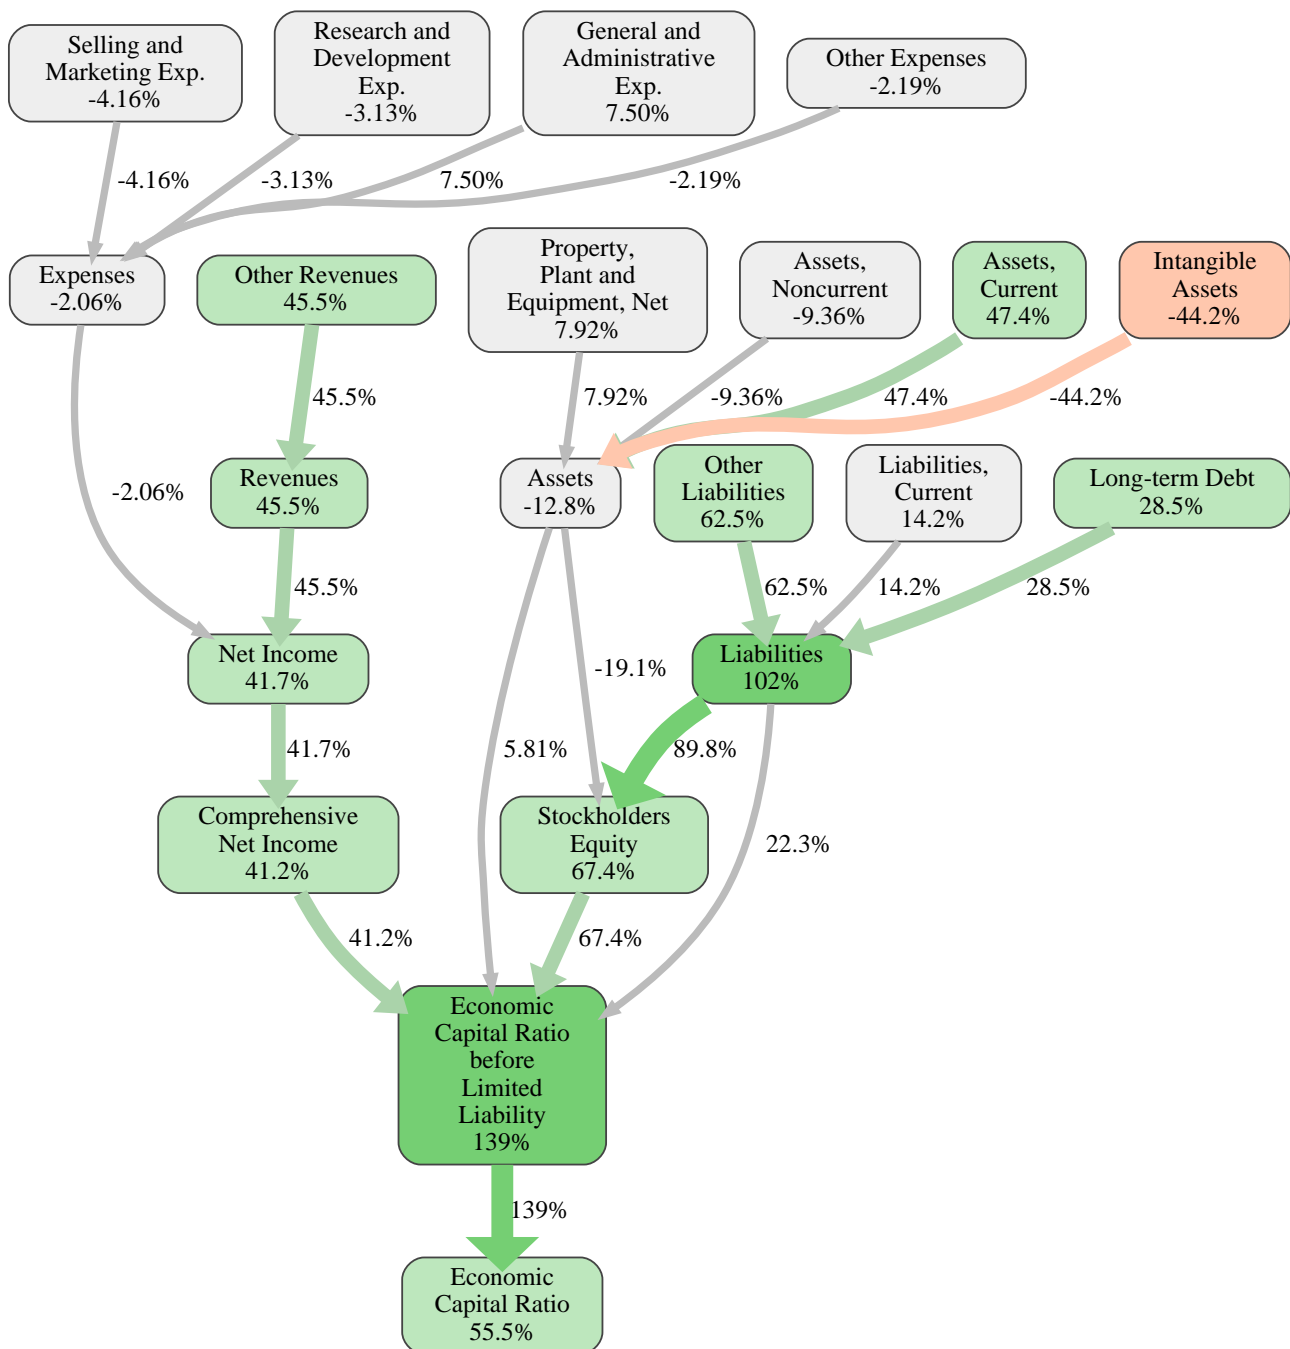 Selling and
Marketing Exp.
-4.16%
Research and
Development
Exp.
-3.13%
General and
Administrative
Exp.
7.50%
Other Expenses
-2.19%
-4.16%
-3.13%
7.50%
-2.19%
Expenses
-2.06%
Other Revenues
45.5%
Property,
Plant and
Equipment, Net
7.92%
Assets,
Noncurrent
-9.36%
Assets,
Current
47.4%
Intangible
Assets
-44.2%
45.5%
7.92%
-9.36%
47.4%
-44.2%
-2.06%
Revenues
45.5%
Assets
-12.8%
Other
Liabilities
62.5%
Liabilities,
Current
14.2%
Long-term Debt
28.5%
45.5%
62.5%
14.2%
28.5%
Net Income
41.7%
-19.1%
Liabilities
102%
41.7%
5.81%
89.8%
Comprehensive
Net Income
41.2%
Stockholders
Equity
67.4%
22.3%
41.2%
67.4%
Economic
Capital Ratio
before
Limited
Liability
139%
139%
Economic
Capital Ratio
55.5%